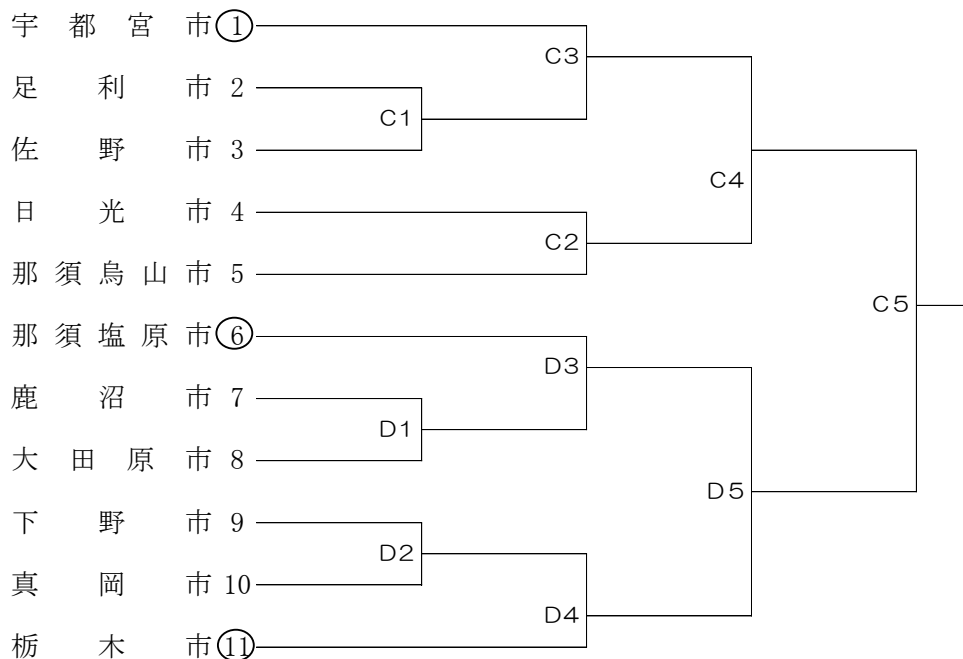 宇都宮市①
C3
足利市 2
C1
佐野市 3
C4
日光市 4
C2
那須烏山市 5
C5
那須塩原市⑥
D3
鹿沼市 7
D1
大田原市 8
D5
下野市 9
D2
真岡市 10
D4
栃木市⑪